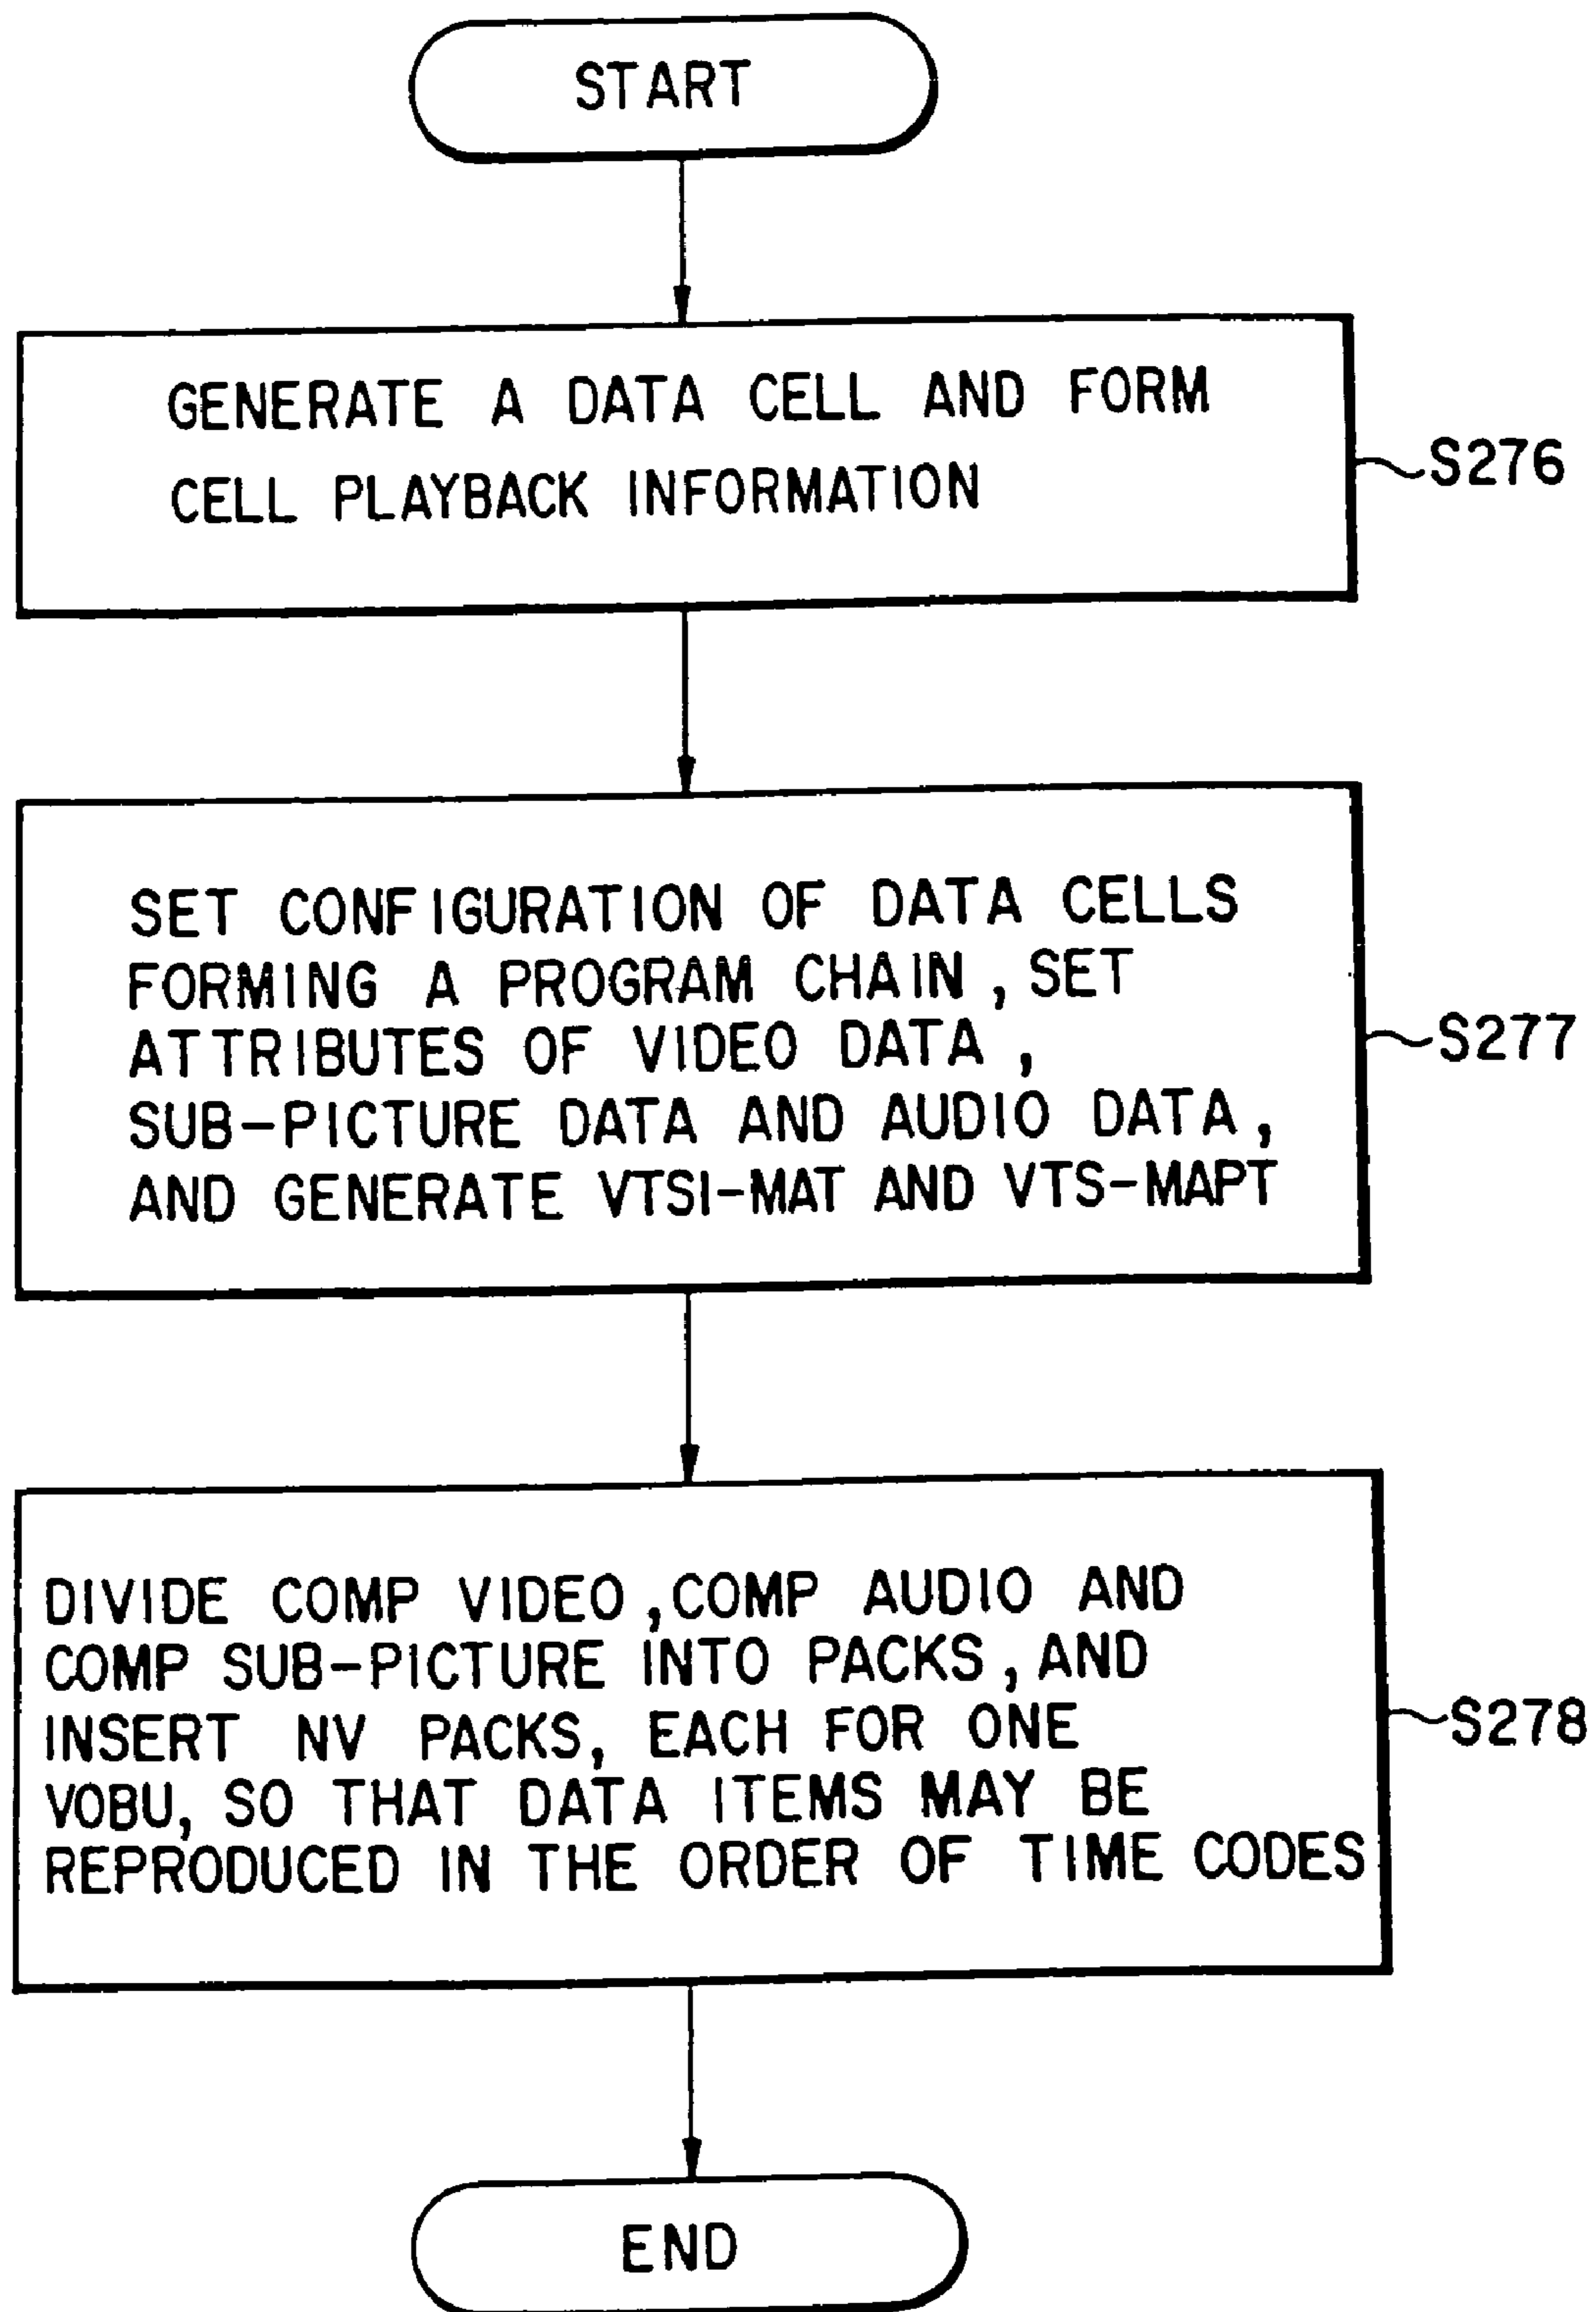 START
GENERATE A DATA CELL AND FORM
CELL PLAYBACK INFORMATION
S276
SET CONFIGURATION OF DATA CELLS
FORMING A PROGRAM CHAIN, SET
ATTRIBUTES OF VIDEO DATA,
SUB-PICTURE DATA AND AUDIO DATA,
AND GENERATE VTSI-MAT AND VTS-MAPT
S277
DIVIDE COMP VIDEO, COMP AUDIO AND
COMP SUB-PICTURE INTO PACKS, AND
INSERT NV PACKS, EACH FOR ONE
VOBU, SO THAT DATA ITEMS MAY BE
REPRODUCED IN THE ORDER OF TIME CODES
S278
END